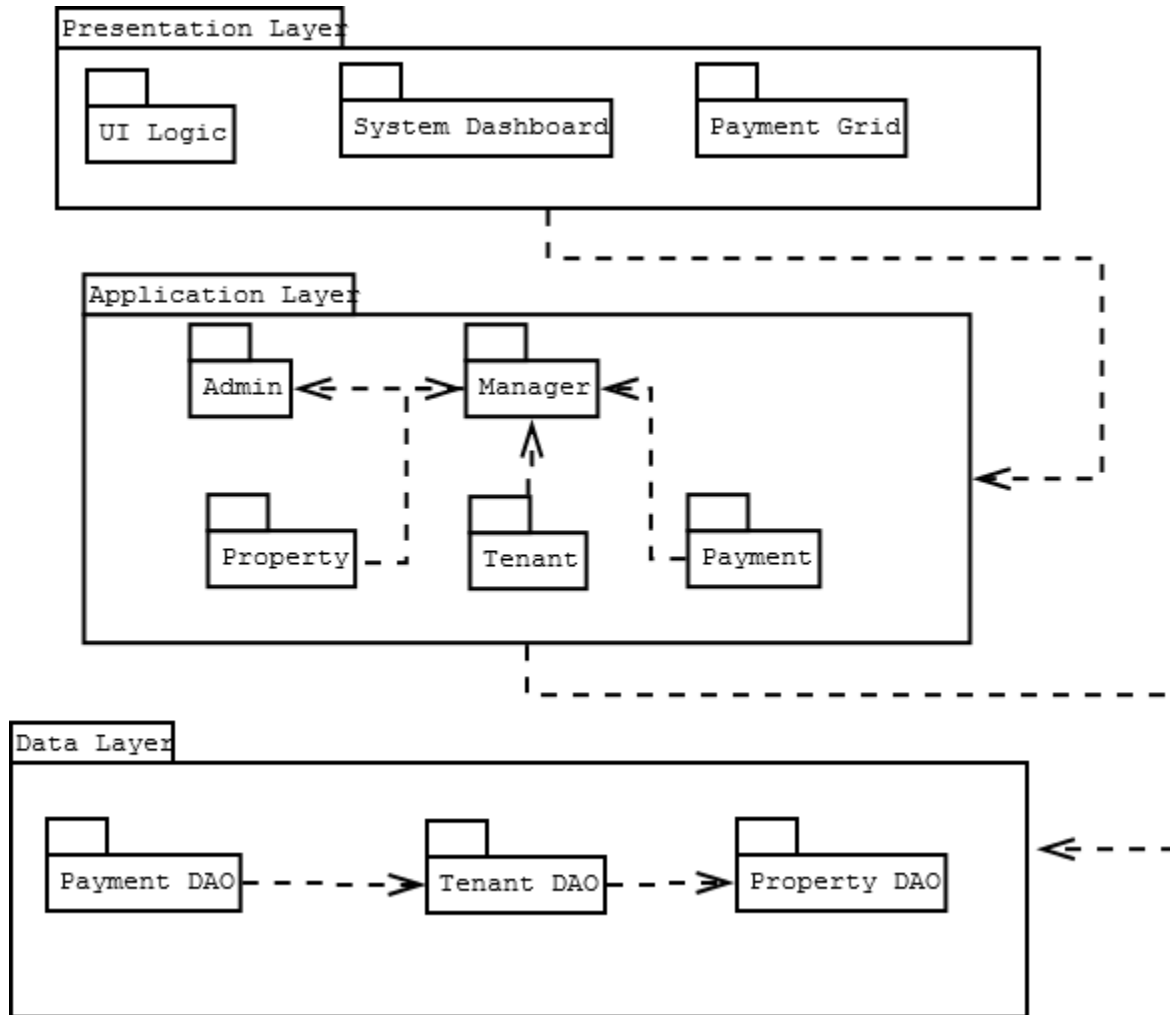 Presentation Layer
UI Logic
System Dashboard
Payment Grid
Application Layer
Admin
Manager
Property
Tenant
Payment
Data Layer
Payment DAO
Tenant DAO
Property DAO